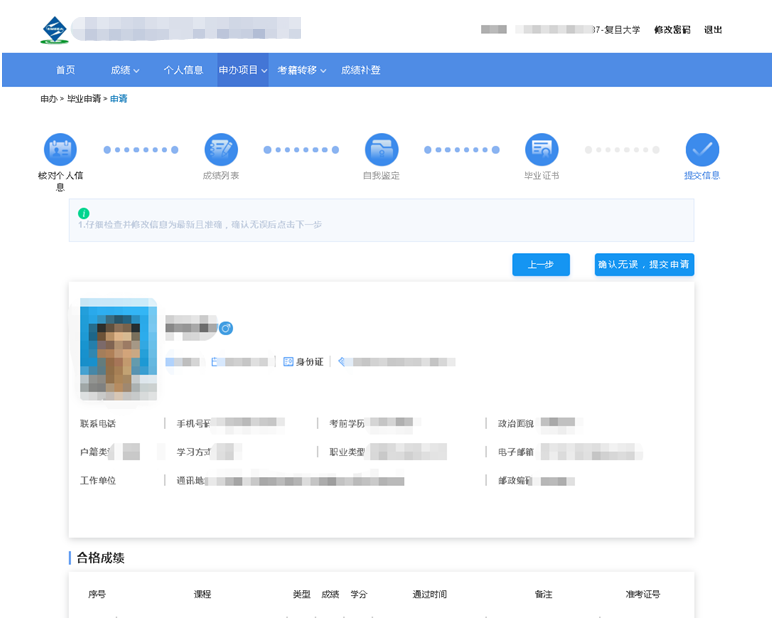 37-复旦大学 修改密码 退出
首页 成绩 个人信息 申办项目 考籍转移 成绩补登
申办 > 毕业申请 > 申请
核对个人信息
成绩列表 自我鉴定 毕业证书 提交信息
1.仔细检查并修改信息为最新且准确，确认无误后点击下一步
上一步 确认无误，提交申请
身份证
联系电话 手机号码 考前学历 政治面貌
户籍类 学习方式 职业类型 电子邮箱
工作单位 通讯地 邮政编码
合格成绩
序号 课程 类型 成绩 学分 通过时间 备注 准考证号